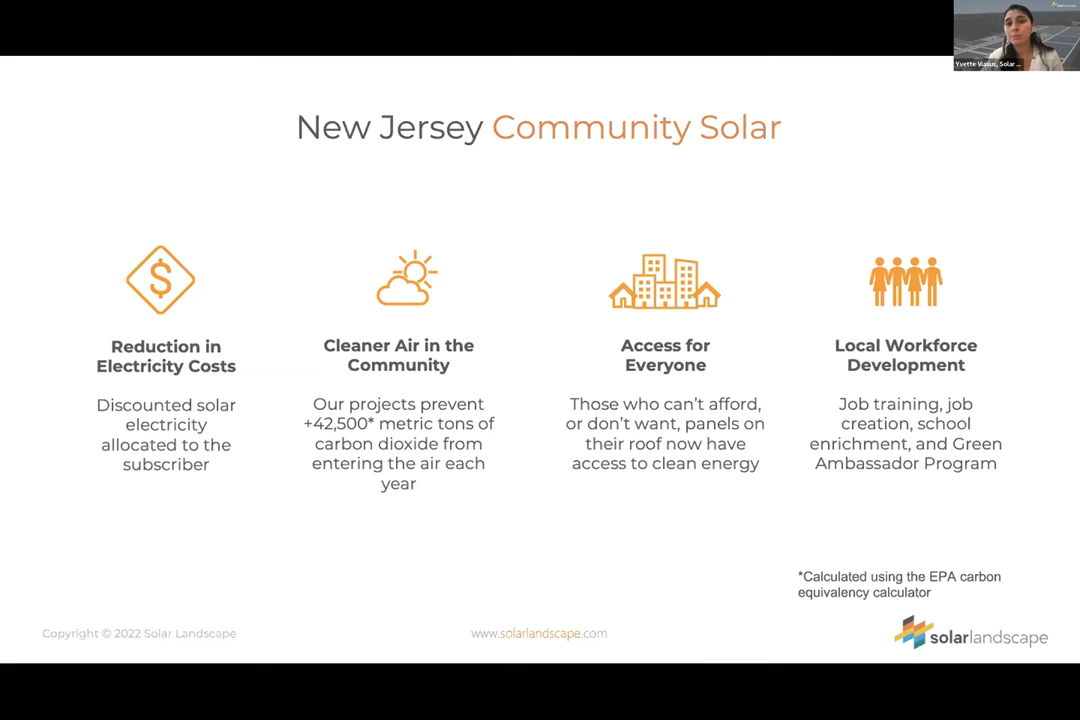 Yvette Viasus, Solar ...
New Jersey Community Solar
$
Reduction in
Electricity Costs
Discounted solar
electricity
allocated to the
subscriber
Cleaner Air in the
Community
Our projects prevent
+42,500* metric tons of
carbon dioxide from
entering the air each
year
Access for
Everyone
Those who can’t afford,
or don’t want, panels on
their roof now have
access to clean energy
Local Workforce
Development
Job training, job
creation, school
enrichment, and Green
Ambassador Program
*Calculated using the EPA carbon
equivalency calculator
Copyright © 2022 Solar Landscape
www.solarlandscape.com
solarlandscape